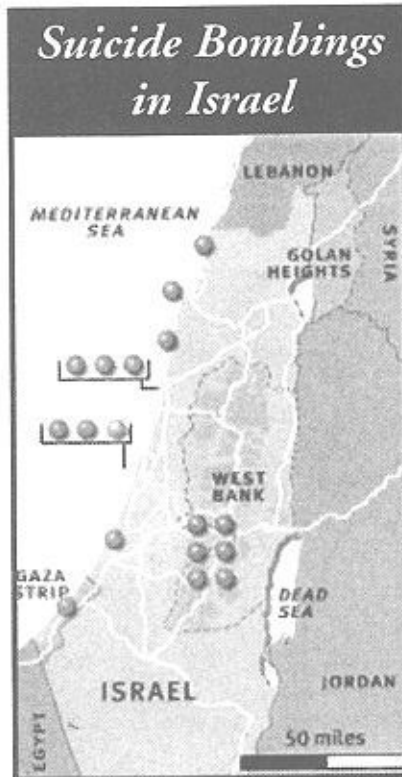 Suicide Bombings
in Israel
LEBANON
MEDITERRANEAN
SEA
SYRIA
GOLAN
HEIGHTS
WEST
BANK
GAZA
STRIP
DEAD
SEA
ISRAEL
JORDAN
EGYPT
50 miles